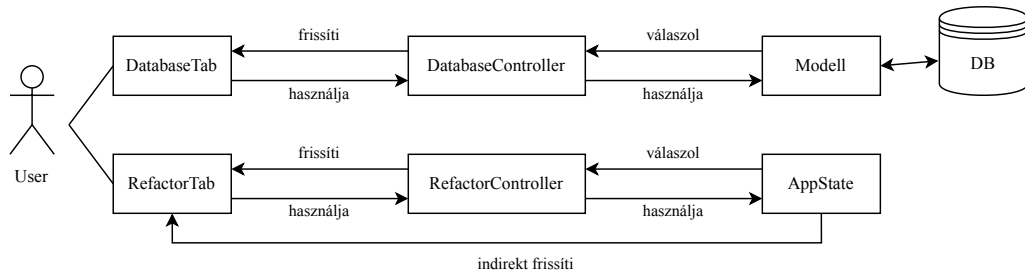 frissíti
válaszol
DatabaseTab
DatabaseController
Modell
DB
használja
használja
frissíti
válaszol
User
RefactorTab
RefactorController
AppState
használja
használja
indirekt frissíti